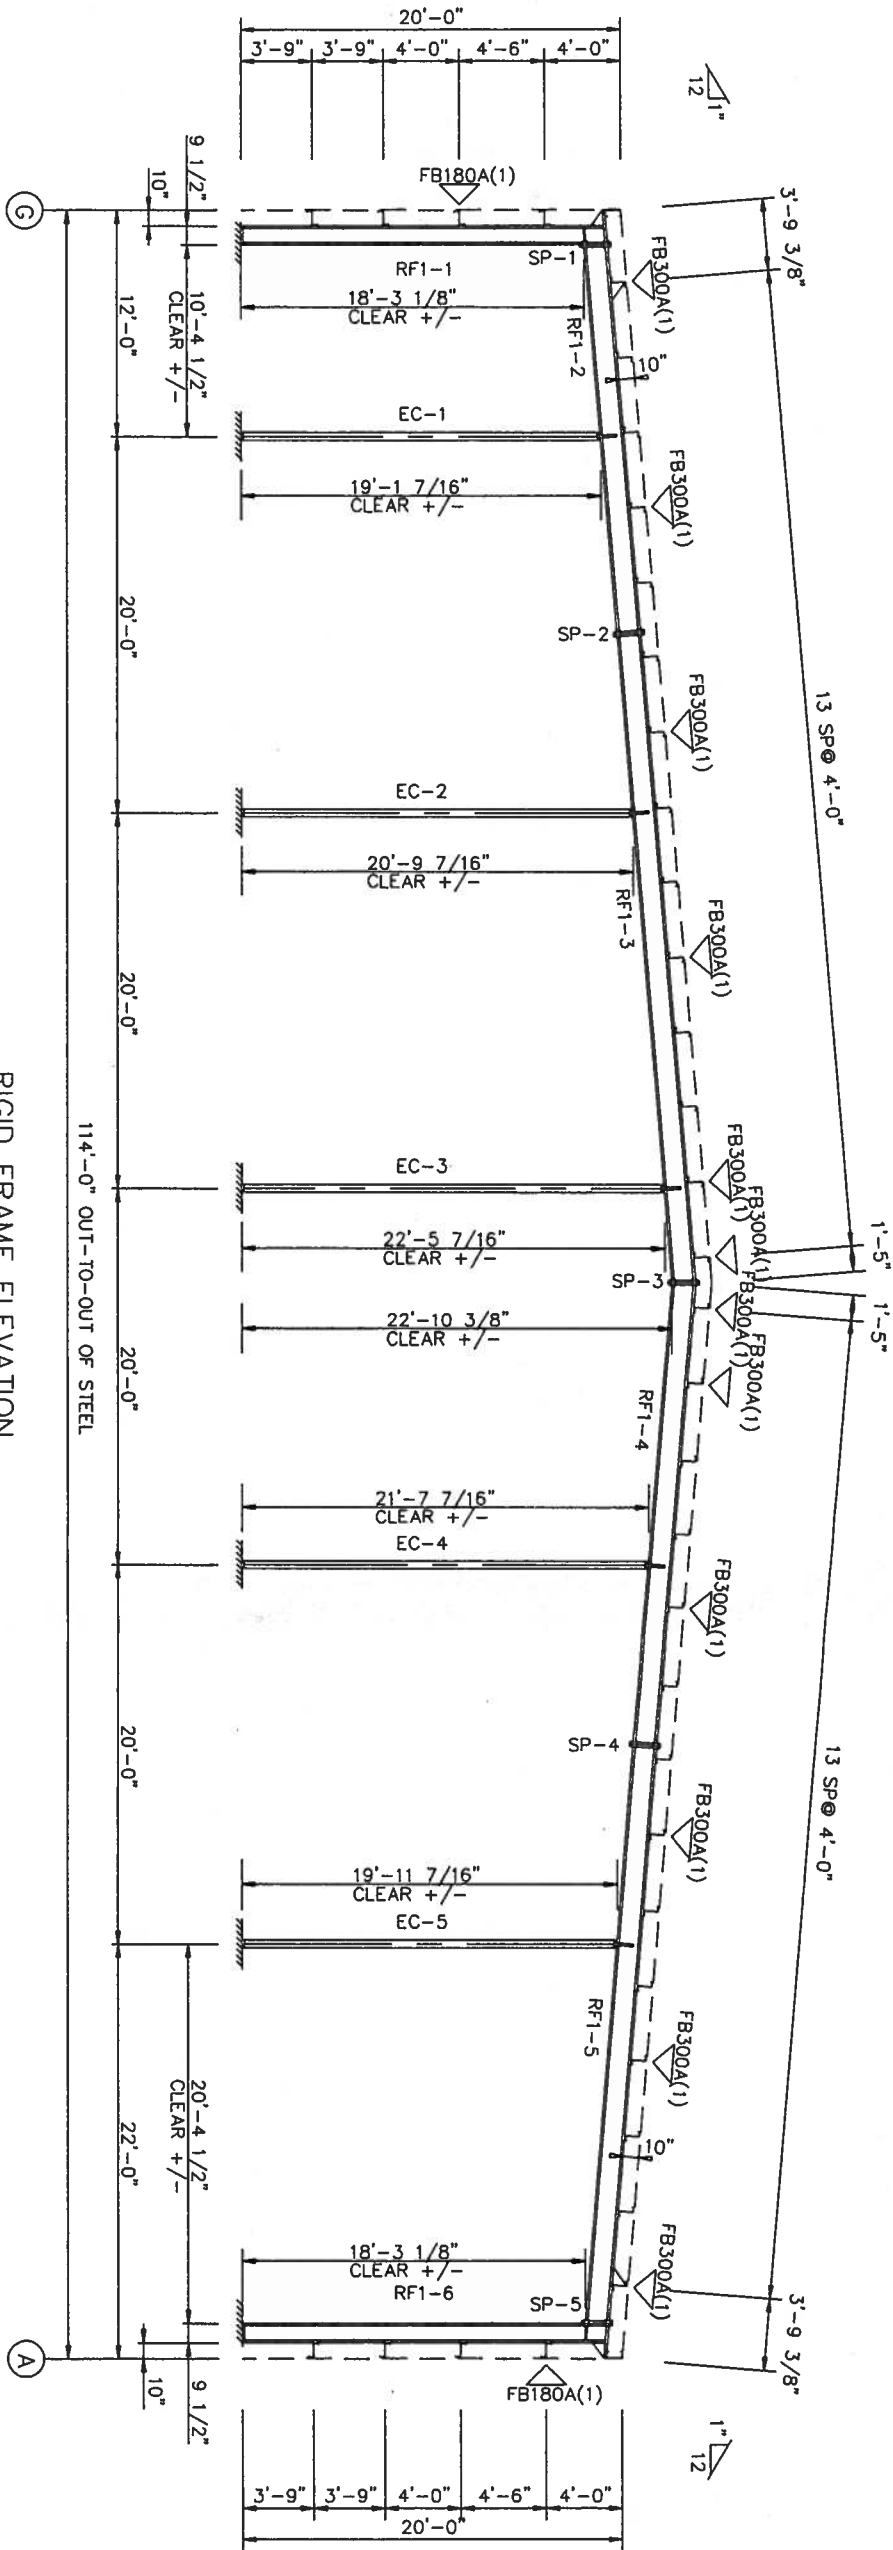 20'-0"
3'-9"
3'-9"
4'-0"
4'-6"
4'-0"
12
1"
FB180A(1)
9 1/2"
10"
G
3'-9 3/8"
FB300A(1)
SP-1
RF1-1
18'-3 1/8"
CLEAR +/-
RF1-2
10"
10'-4 1/2"
CLEAR +/-
12'-0"
EC-1
19'-1 7/16"
CLEAR +/-
FB300A(1)
20'-0"
SP-2
FB300A(1)
13 SP@ 4'-0"
EC-2
20'-9 7/16"
CLEAR +/-
RF1-3
FB300A(1)
20'-0"
EC-3
22'-5 7/16"
CLEAR +/-
FB300A(1)
FB300A(1)
1'-5"
SP-3
FB300A(1)
1'-5"
22'-10 3/8"
CLEAR +/-
FB300A(1)
RF1-4
20'-0"
114'-0" OUT-TO-OUT OF STEEL
RIGID FRAME ELEVATION
21'-7 7/16"
CLEAR +/-
EC-4
FB300A(1)
20'-0"
SP-4
13 SP@ 4'-0"
FB300A(1)
19'-11 7/16"
CLEAR +/-
EC-5
RF1-5
FB300A(1)
20'-4 1/2"
CLEAR +/-
22'-0"
10"
18'-3 1/8"
CLEAR +/-
RF1-6
SP-5
FB300A(1)
3'-9 3/8"
A
10"
9 1/2"
FB180A(1)
1"
12
3'-9"
3'-9"
4'-0"
4'-6"
4'-0"
20'-0"